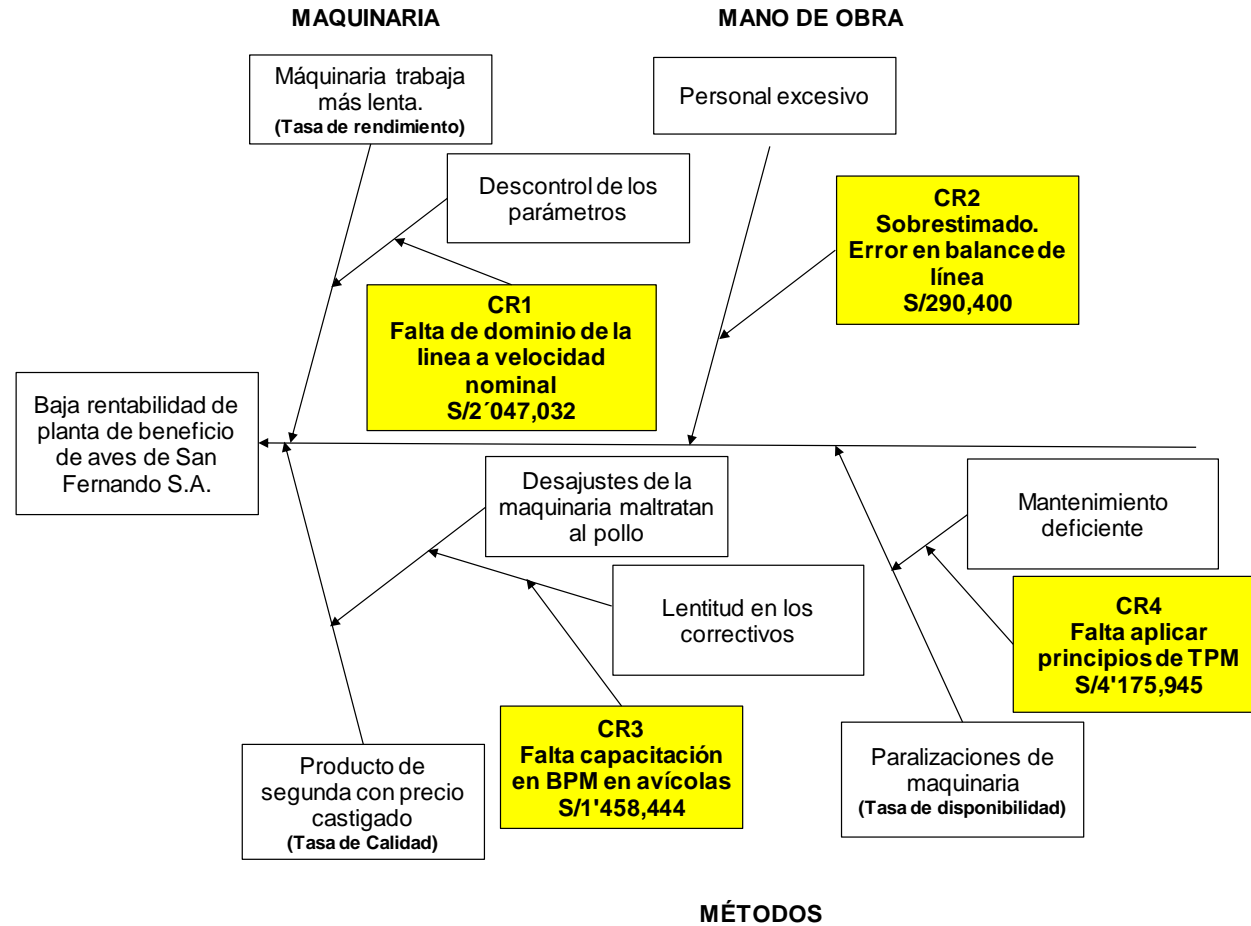 MAQUINARIA
MANO DE OBRA
Máquinaria trabaja
más lenta.
(Tasa de rendimiento)
Personal excesivo
Descontrol de los
parámetros
CR2
Sobrestimado.
Error en balance de
línea
S/290,400
CR1
Falta de dominio de la
linea a velocidad
nominal
S/2´047,032
Baja rentabilidad de
planta de beneficio
de aves de San
Fernando S.A.
Desajustes de la
maquinaria maltratan
al pollo
Mantenimiento
deficiente
Lentitud en los
correctivos
CR4
Falta aplicar
principios de TPM
S/4'175,945
CR3
Falta capacitación
en BPM en avícolas
S/1'458,444
Producto de
segunda con precio
castigado
(Tasa de Calidad)
Paralizaciones de
maquinaria
(Tasa de disponibilidad)
MÉTODOS